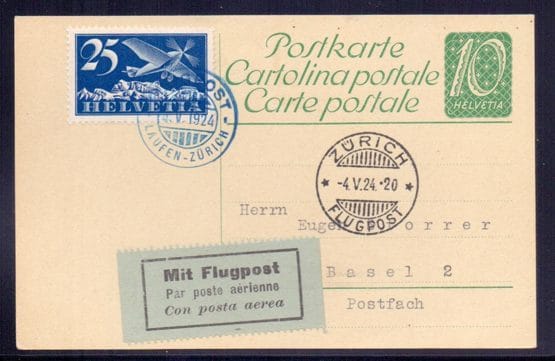 25
HELVETIA
POST
4.V.1924
LAUFEN-ZÜRICH
Postkarte
Cartolina postale
Carte postale
10
HELVETIA
ZÜRICH
-4.V.24.-20
FLUGPOST
Herrn
Basel 2
Postfach
Mit Flugpost
Par poste aérienne
Con posta aerea